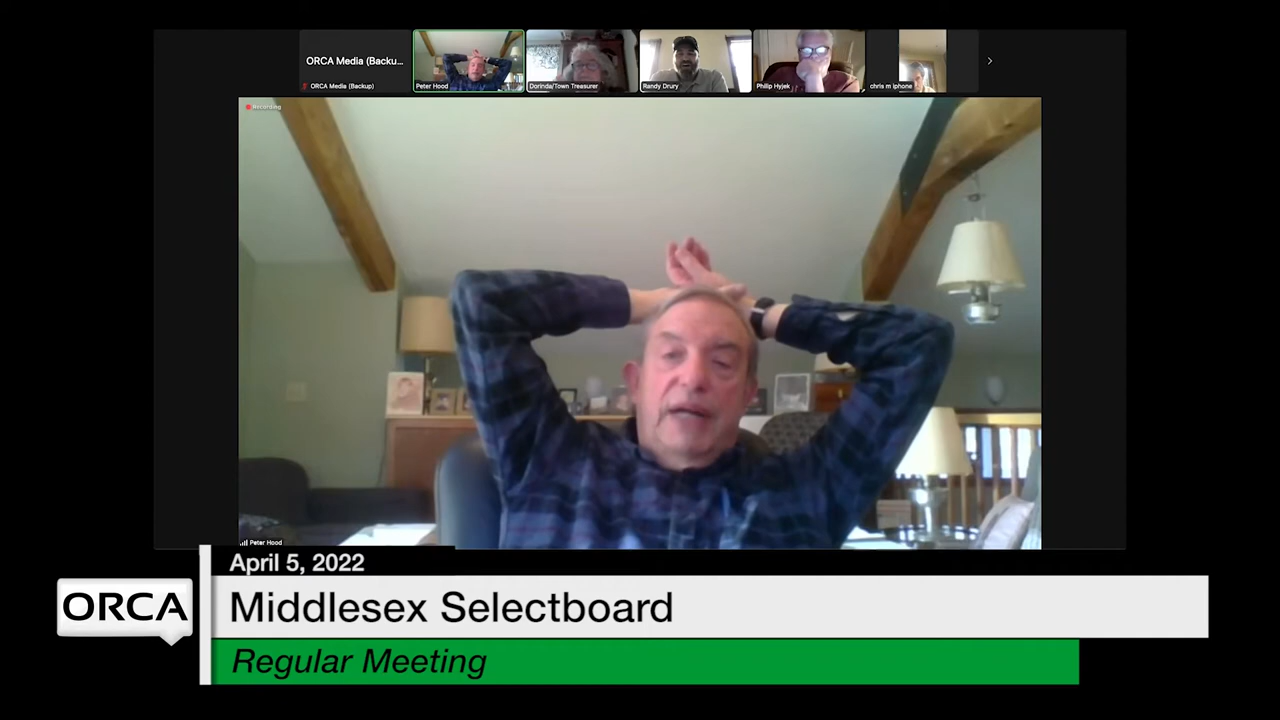 ORCA Media (Backu...
ORCA Media (Backup)
Peter Hood
Dorinda/Town Treasurer
Randy Drury
Philip Hyjek
chris m iphone
Recording
Peter Hood
April 5, 2022
ORCA
Middlesex Selectboard
Regular Meeting